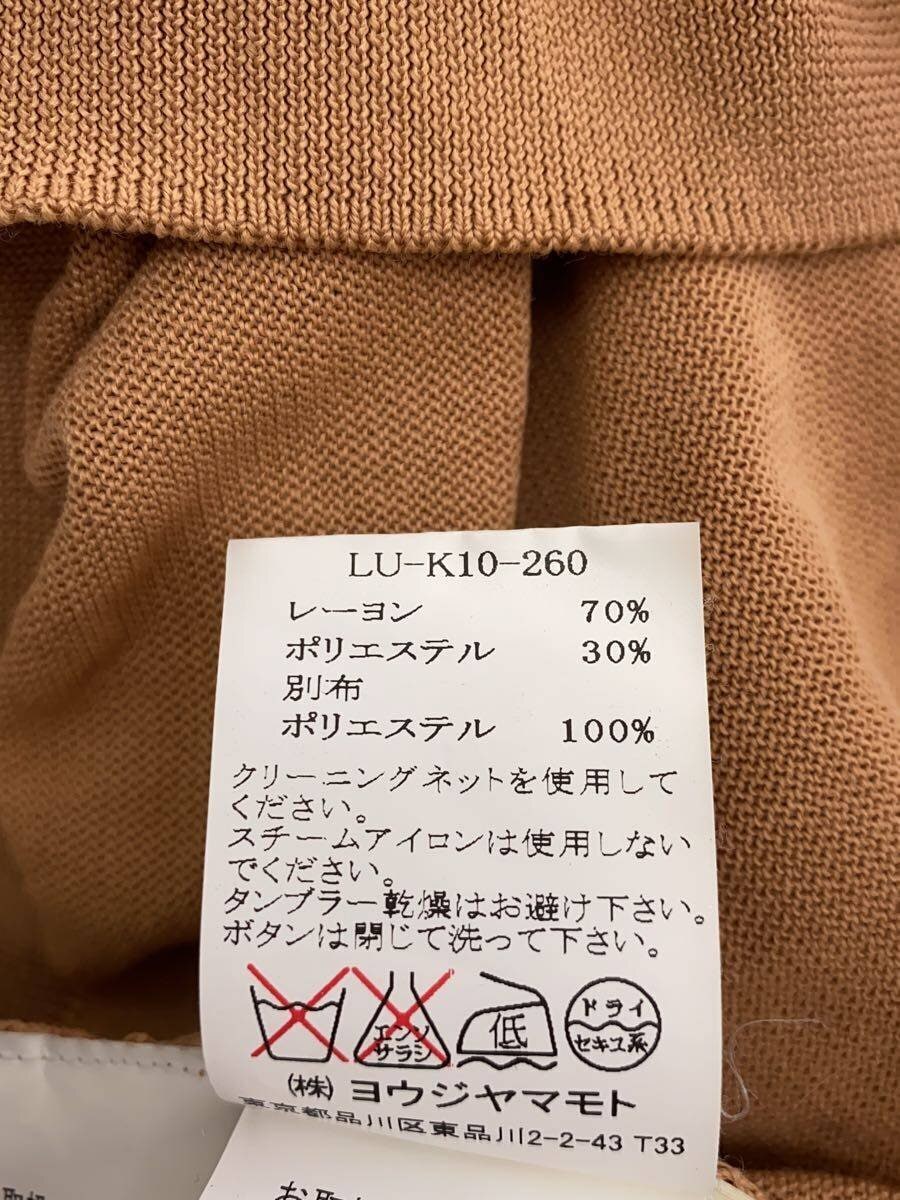 LU-K10-260
レーヨン 70%
ポリエステル 30%
別布
ポリエステル 100%
クリーニングネットを使用して
ください。
スチームアイロンは使用しない
でください。
タンブラー乾燥はお避け下さい。
ボタンは閉じて洗って下さい。
エンソ
サラシ
低
ドライ
セキユ系
(株) ヨウジヤマモト
東京都品川区東品川2-2-43 T33
お取